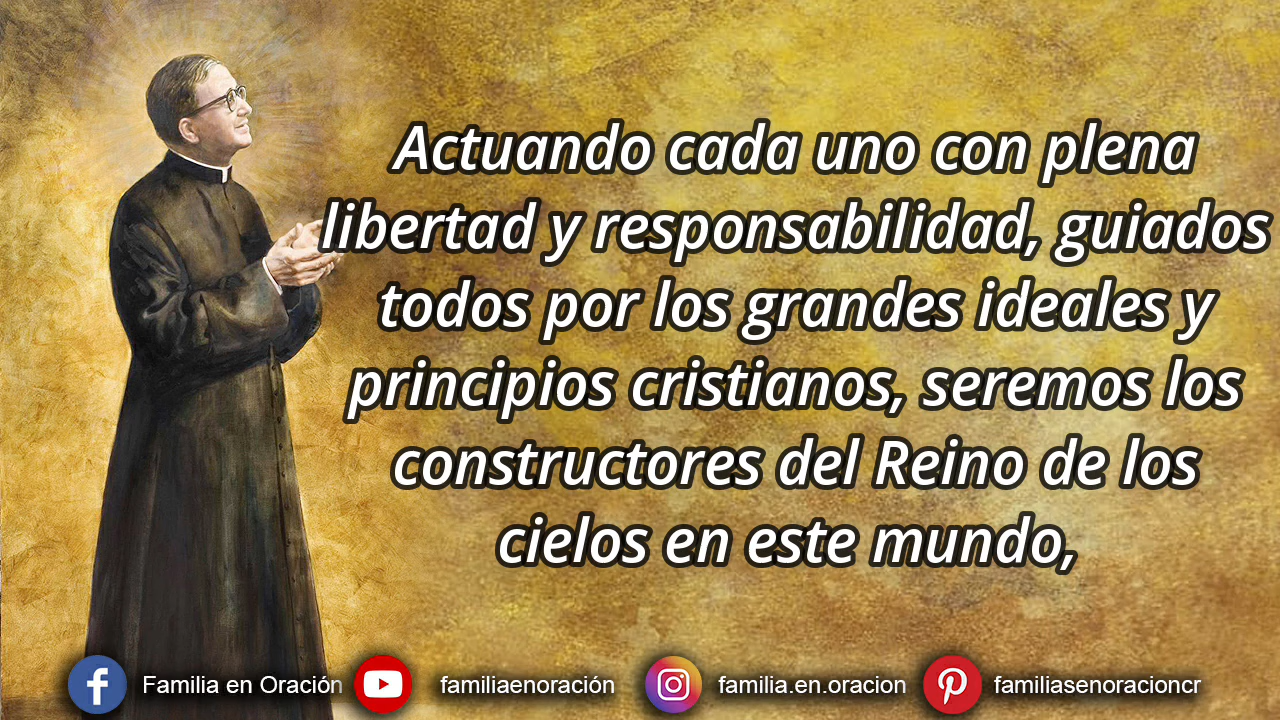 Actuando cada uno con plena
libertad y responsabilidad, guiados
todos por los grandes ideales y
principios cristianos, seremos los
constructores del Reino de los
cielos en este mundo,
Familia en Oración familiaenoración familia.en.oracion familiasenoracioncr